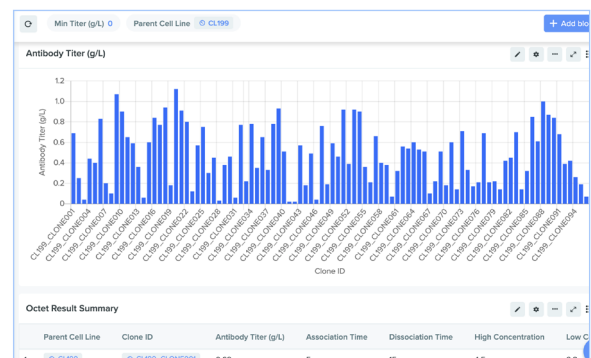 Min Titer (g/L) 0 Parent Cell Line CL199 + Add blo
Antibody Titer (g/L)
1.2
1.0
0.8
0.6
0.4
0.2
0
Antibody Titer (g/L)
CL199_CLONE001 CL199_CLONE004 CL199_CLONE007 CL199_CLONE010 CL199_CLONE013 CL199_CLONE016 CL199_CLONE019 CL199_CLONE022 CL199_CLONE025 CL199_CLONE028 CL199_CLONE031 CL199_CLONE034 CL199_CLONE037 CL199_CLONE040 CL199_CLONE043 CL199_CLONE046 CL199_CLONE049 CL199_CLONE052 CL199_CLONE055 CL199_CLONE058 CL199_CLONE061 CL199_CLONE064 CL199_CLONE067 CL199_CLONE070 CL199_CLONE073 CL199_CLONE076 CL199_CLONE079 CL199_CLONE082 CL199_CLONE085 CL199_CLONE088 CL199_CLONE091 CL199_CLONE094
Clone ID
Octet Result Summary
Parent Cell Line Clone ID Antibody Titer (g/L) Association Time Dissociation Time High Concentration Low C